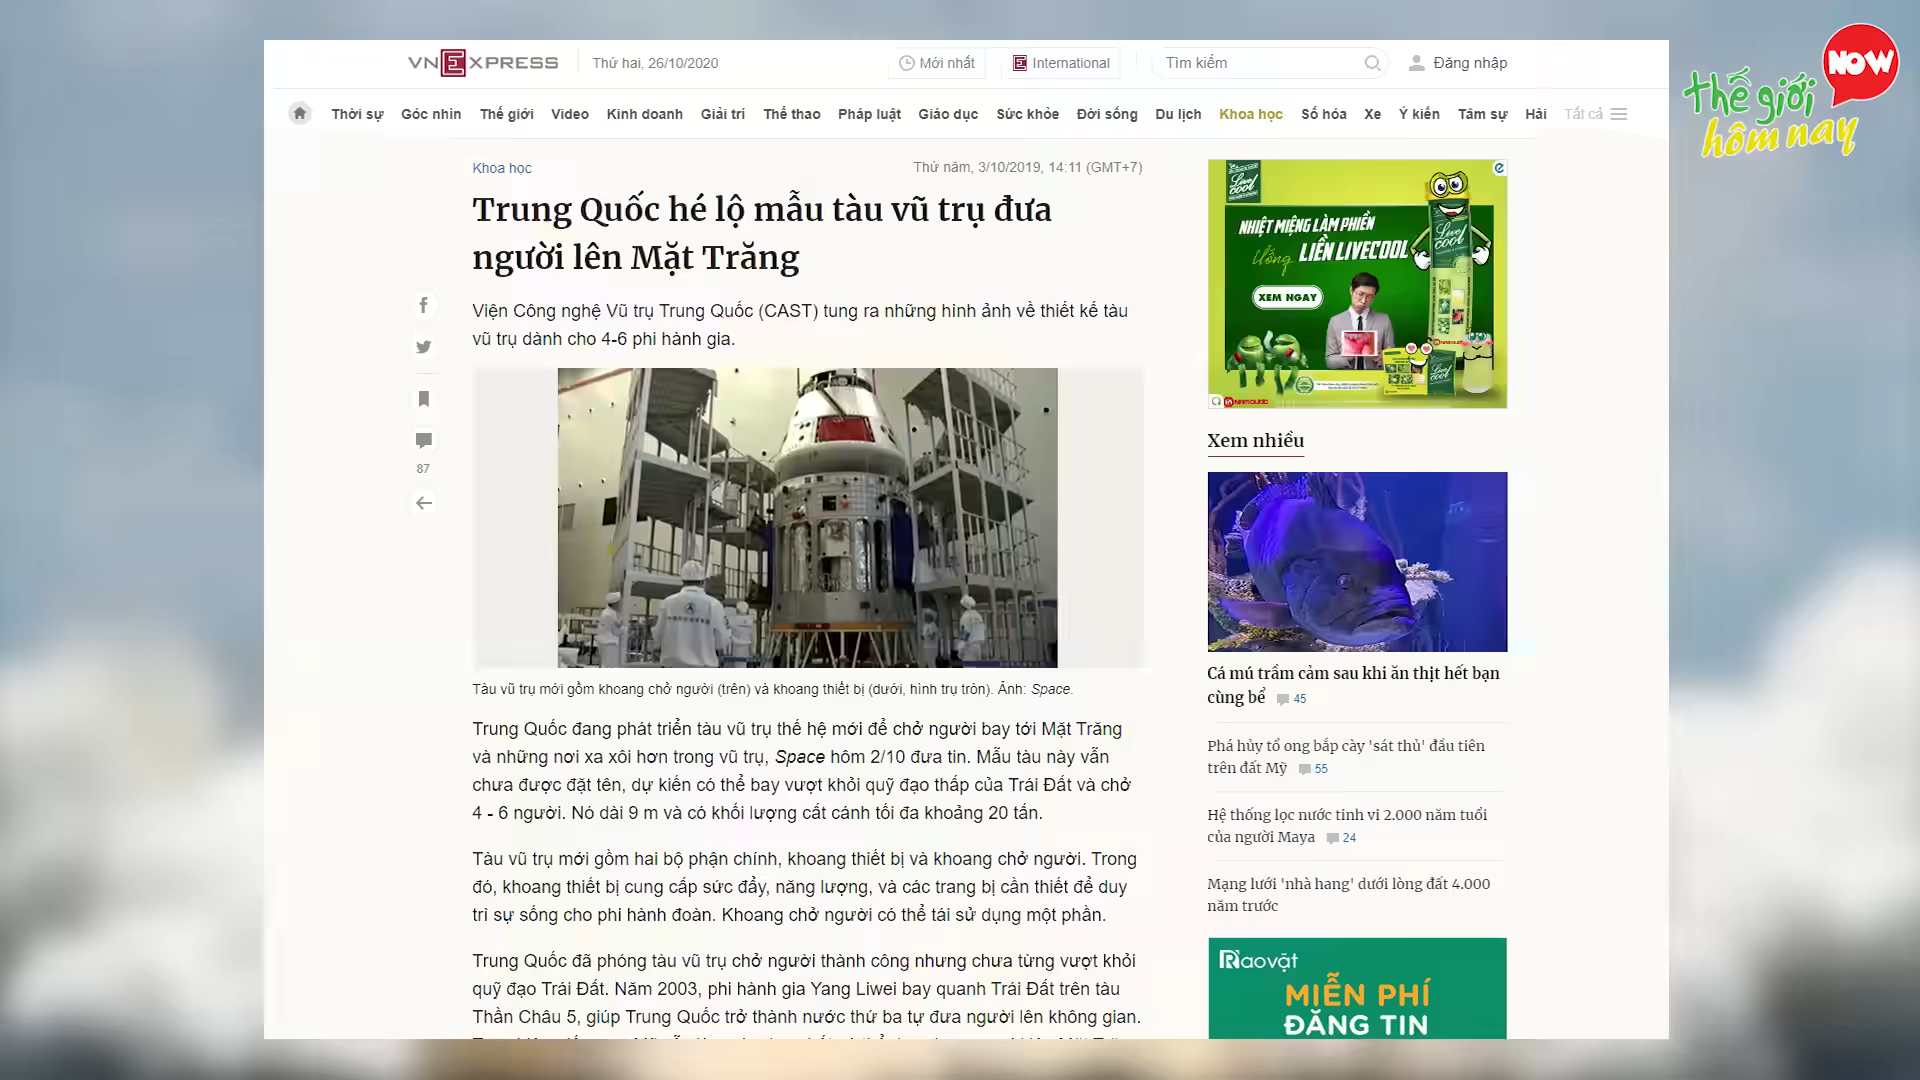 VNEXPRESS
Thứ hai, 26/10/2020
Mới nhất
International
Tìm kiếm
Đăng nhập
NOW
thế giới
hôm nay
Thời sự Góc nhìn Thế giới Video Kinh doanh Giải trí Thể thao Pháp luật Giáo dục Sức khỏe Đời sống Du lịch Khoa học Số hóa Xe Ý kiến Tâm sự Hài Tất cả
Khoa học
Thứ năm, 3/10/2019, 14:11 (GMT+7)
Trung Quốc hé lộ mẫu tàu vũ trụ đưa
người lên Mặt Trăng
Viện Công nghệ Vũ trụ Trung Quốc (CAST) tung ra những hình ảnh về thiết kế tàu
vũ trụ dành cho 4-6 phi hành gia.
87
Tàu vũ trụ mới gồm khoang chở người (trên) và khoang thiết bị (dưới, hình trụ tròn). Ảnh: Space.
Trung Quốc đang phát triển tàu vũ trụ thế hệ mới để chở người bay tới Mặt Trăng
và những nơi xa xôi hơn trong vũ trụ, Space hôm 2/10 đưa tin. Mẫu tàu này vẫn
chưa được đặt tên, dự kiến có thể bay vượt khỏi quỹ đạo thấp của Trái Đất và chở
4 - 6 người. Nó dài 9 m và có khối lượng cất cánh tối đa khoảng 20 tấn.
Tàu vũ trụ mới gồm hai bộ phận chính, khoang thiết bị và khoang chở người. Trong
đó, khoang thiết bị cung cấp sức đẩy, năng lượng, và các trang bị cần thiết để duy
trì sự sống cho phi hành đoàn. Khoang chở người có thể tái sử dụng một phần.
Trung Quốc đã phóng tàu vũ trụ chở người thành công nhưng chưa từng vượt khỏi
quỹ đạo Trái Đất. Năm 2003, phi hành gia Yang Liwei bay quanh Trái Đất trên tàu
Thần Châu 5, giúp Trung Quốc trở thành nước thứ ba tự đưa người lên không gian.
Live cool
NHIỆT MIỆNG LÀM PHIỀN
Uống LIỀN LIVECOOL
XEM NGAY
Live cool
Xem nhiều
Cá mú trầm cảm sau khi ăn thịt hết bạn
cùng bể 45
Phá hủy tổ ong bắp cày 'sát thủ' đầu tiên
trên đất Mỹ 55
Hệ thống lọc nước tinh vi 2.000 năm tuổi
của người Maya 24
Mạng lưới 'nhà hang' dưới lòng đất 4.000
năm trước
Raovặt
MIỄN PHÍ
ĐĂNG TIN